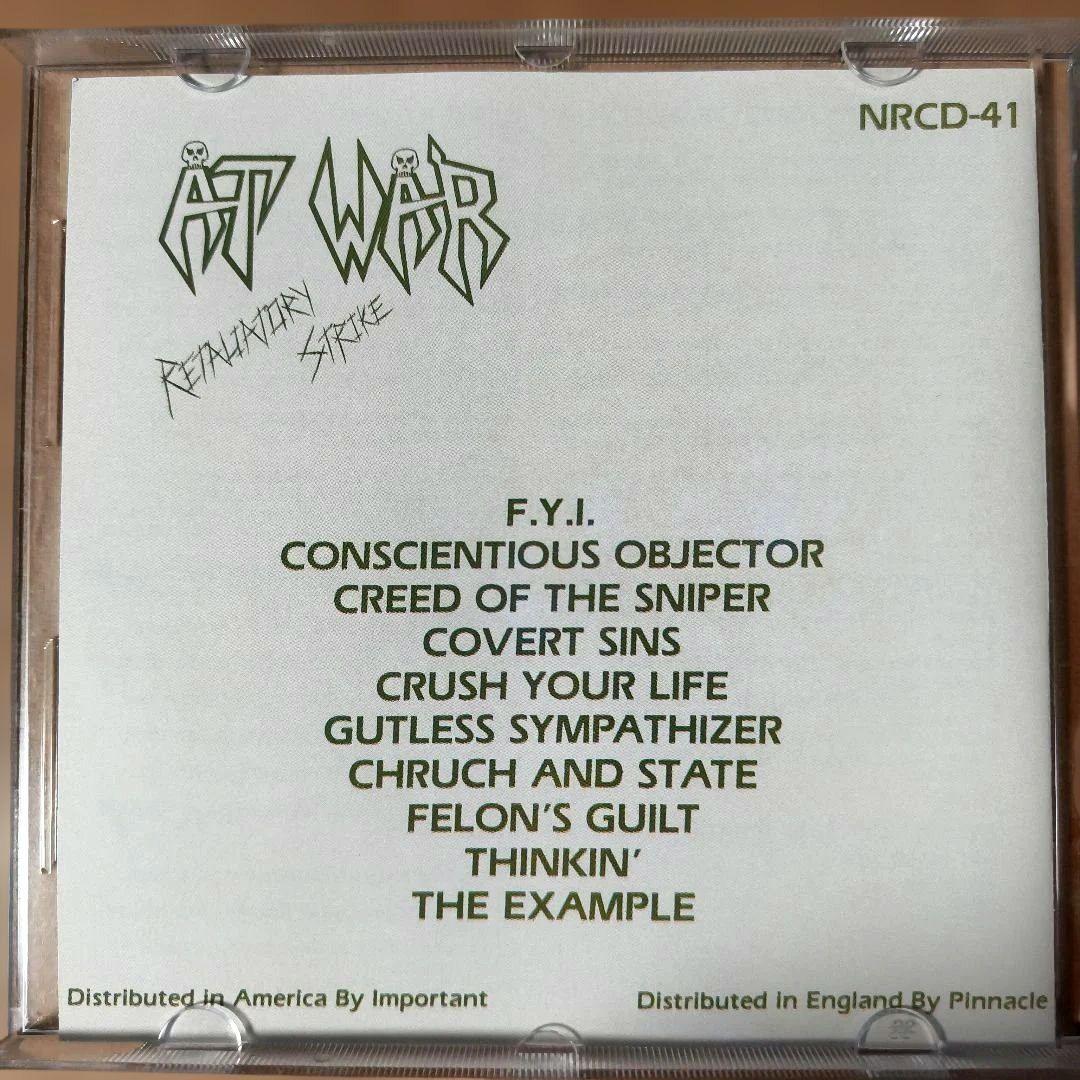 NRCD-41
AT WAR
RETALIATORY
STRIKE
F.Y.I.
CONSCIENTIOUS OBJECTOR
CREED OF THE SNIPER
COVERT SINS
CRUSH YOUR LIFE
GUTLESS SYMPATHIZER
CHRUCH AND STATE
FELON'S GUILT
THINKIN'
THE EXAMPLE
Distributed in America By Important
Distributed in England By Pinnacle